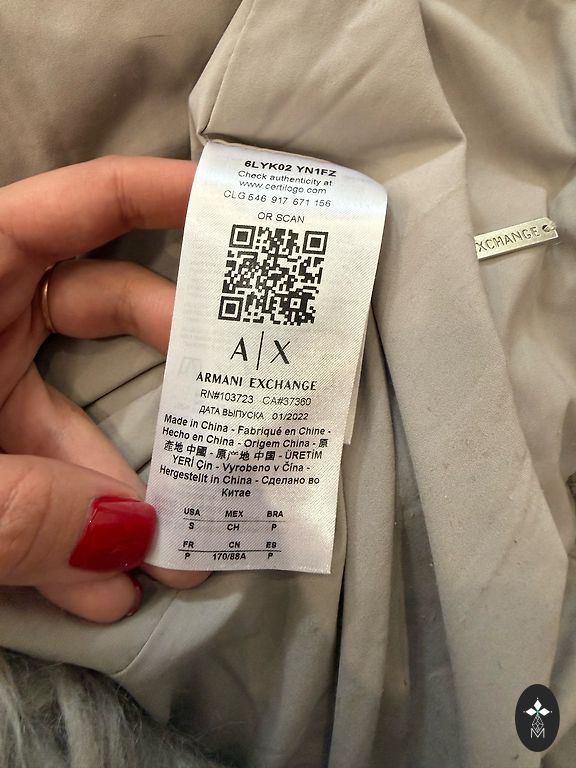 6LYK02 YN1FZ
Check authenticity at
www.certilogo.com
CLG 546 917 671 156
OR SCAN
A|X
ARMANI EXCHANGE
RN#103723 CA#37360
ДАТА ВЫПУСКА 01/2022
Made in China - Fabriqué en Chine -
Hecho en China - Origem China - 原
產地 中國 - 原产地 中国 - ÜRETİM
YERİ Çin - Vyrobeno v Čína -
Hergestellt in China - Сделано во
Китае
USA MEX BRA
S CH P
FR CN ES
P 170/88A P
XCHANGE
M